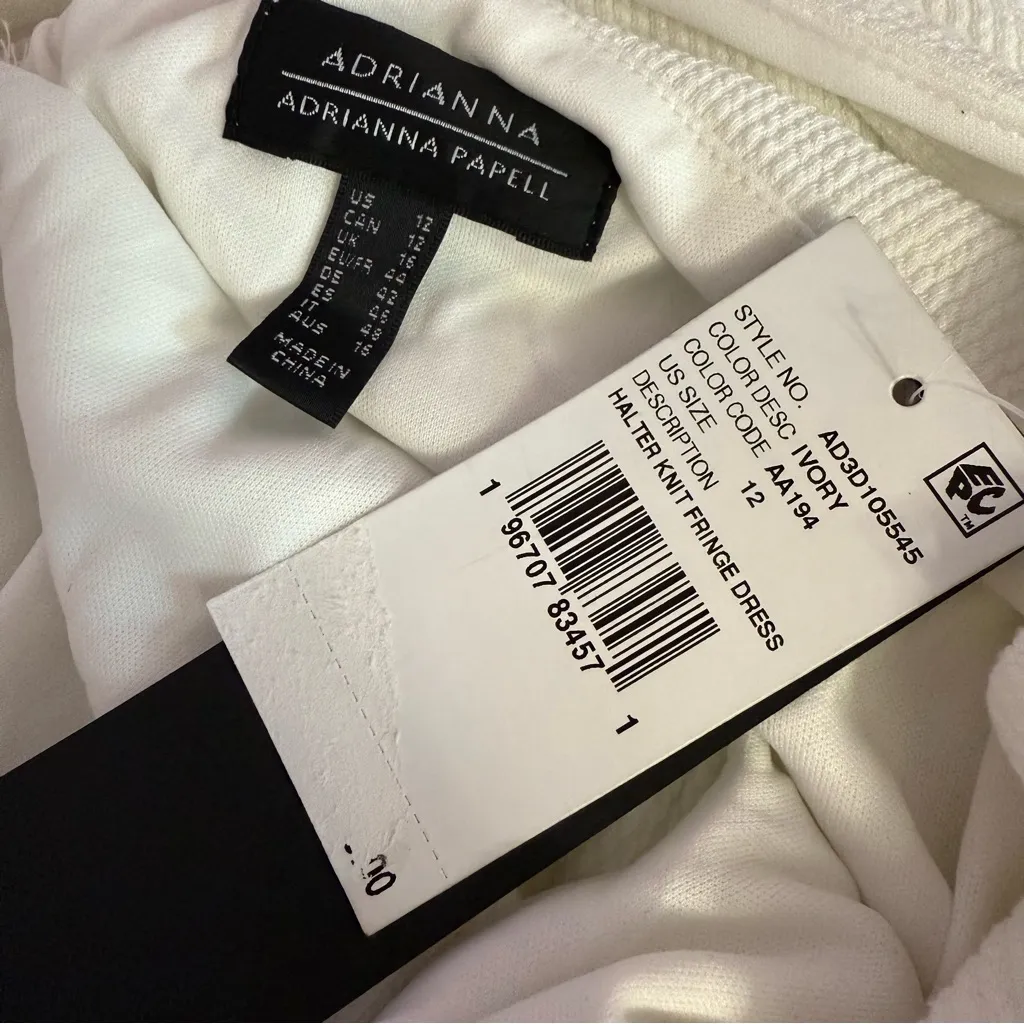 ADRIANNA
ADRIANNA PAPELL
US 12
CAN 12
UK 16
EU/FR 44
DE 42
ES 46
IT 48
AUS 16
MADE IN
CHINA
STYLE NO. AD3D105545
COLOR DESC IVORY
COLOR CODE AA194
US SIZE 12
DESCRIPTION
HALTER KNIT FRINGE DRESS
1 96707 83457 1
EPC
TM